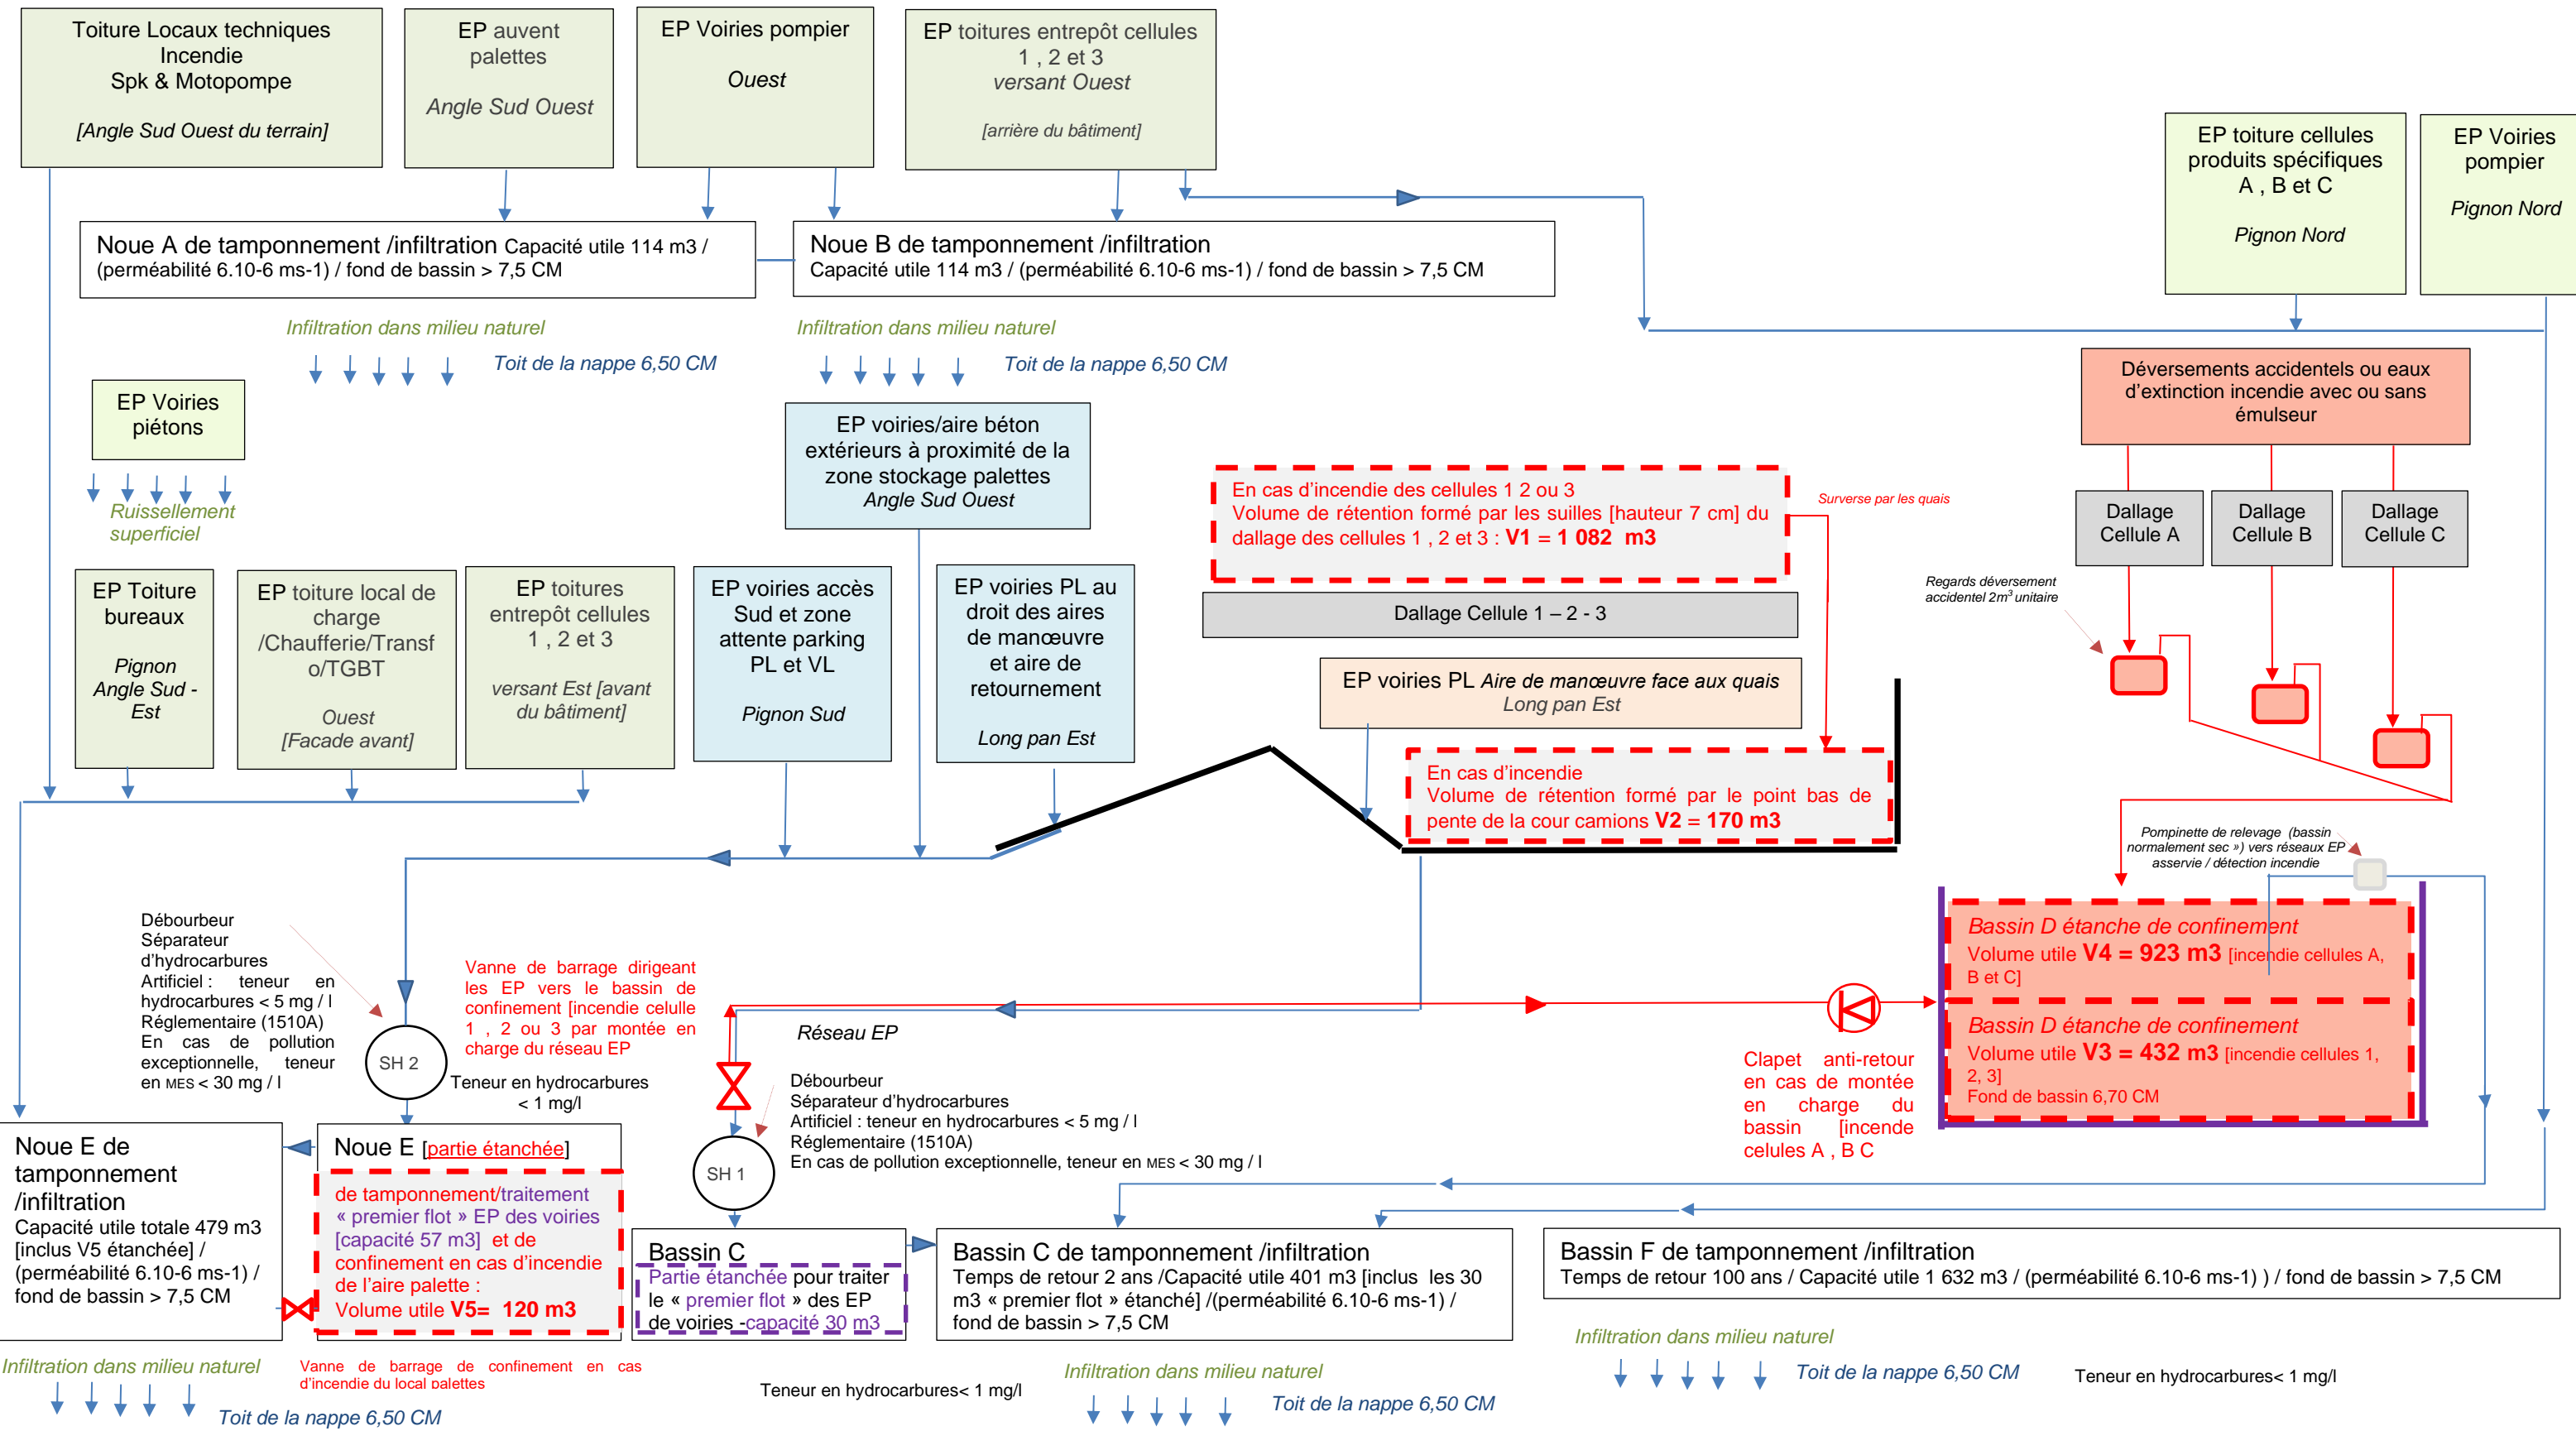 Toiture Locaux techniques
Incendie
Spk & Motopompe
[Angle Sud Ouest du terrain]
EP auvent
palettes
Angle Sud Ouest
EP Voiries pompier
Ouest
EP toitures entrepôt cellules
1 , 2 et 3
versant Ouest
[arrière du bâtiment]
EP toiture cellules
produits spécifiques
A , B et C
Pignon Nord
EP Voiries
pompier
Pignon Nord
Noue A de tamponnement /infiltration Capacité utile 114 m3 /
(perméabilité 6.10-6 ms-1) / fond de bassin > 7,5 CM
Noue B de tamponnement /infiltration
Capacité utile 114 m3 / (perméabilité 6.10-6 ms-1) / fond de bassin > 7,5 CM
Infiltration dans milieu naturel
Toit de la nappe 6,50 CM
Infiltration dans milieu naturel
Toit de la nappe 6,50 CM
EP Voiries
piétons
Ruissellement
superficiel
EP voiries/aire béton
extérieurs à proximité de la
zone stockage palettes
Angle Sud Ouest
En cas d'incendie des cellules 1 2 ou 3
Volume de rétention formé par les suilles [hauteur 7 cm] du
dallage des cellules 1 , 2 et 3 : V1 = 1 082 m3
Surverse par les quais
Déversements accidentels ou eaux
d'extinction incendie avec ou sans
émulseur
Dallage
Cellule A
Dallage
Cellule B
Dallage
Cellule C
Regards déversement
accidentel 2m3 unitaire
EP Toiture
bureaux
Pignon
Angle Sud -
Est
EP toiture local de
charge
/Chaufferie/Transf
o/TGBT
Ouest
[Facade avant]
EP toitures
entrepôt cellules
1 , 2 et 3
versant Est [avant
du bâtiment]
EP voiries accès
Sud et zone
attente parking
PL et VL
Pignon Sud
EP voiries PL au
droit des aires
de manœuvre
et aire de
retournement
Long pan Est
Dallage Cellule 1 – 2 - 3
EP voiries PL Aire de manœuvre face aux quais
Long pan Est
En cas d'incendie
Volume de rétention formé par le point bas de
pente de la cour camions V2 = 170 m3
Pompinette de relevage (bassin
normalement sec ») vers réseaux EP
asservie / détection incendie
Débourbeur
Séparateur
d'hydrocarbures
Artificiel : teneur en
hydrocarbures < 5 mg / l
Réglementaire (1510A)
En cas de pollution
exceptionnelle, teneur
en MES < 30 mg / l
SH 2
Vanne de barrage dirigeant
les EP vers le bassin de
confinement [incendie celulle
1 , 2 ou 3 par montée en
charge du réseau EP
Teneur en hydrocarbures
< 1 mg/l
Réseau EP
Débourbeur
Séparateur d'hydrocarbures
Artificiel : teneur en hydrocarbures < 5 mg / l
Réglementaire (1510A)
En cas de pollution exceptionnelle, teneur en MES < 30 mg / l
SH 1
Clapet anti-retour
en cas de montée
en charge du
bassin [incende
celules A , B C
Bassin D étanche de confinement
Volume utile V4 = 923 m3 [incendie cellules A,
B et C]
Bassin D étanche de confinement
Volume utile V3 = 432 m3 [incendie cellules 1,
2, 3]
Fond de bassin 6,70 CM
Noue E de
tamponnement
/infiltration
Capacité utile totale 479 m3
[inclus V5 étanchée] /
(perméabilité 6.10-6 ms-1) /
fond de bassin > 7,5 CM
Noue E [partie étanchée]
de tamponnement/traitement
« premier flot » EP des voiries
[capacité 57 m3] et de
confinement en cas d'incendie
de l'aire palette :
Volume utile V5= 120 m3
Bassin C
Partie étanchée pour traiter
le « premier flot » des EP
de voiries -capacité 30 m3
Bassin C de tamponnement /infiltration
Temps de retour 2 ans /Capacité utile 401 m3 [inclus les 30
m3 « premier flot » étanché] /(perméabilité 6.10-6 ms-1) /
fond de bassin > 7,5 CM
Bassin F de tamponnement /infiltration
Temps de retour 100 ans / Capacité utile 1 632 m3 / (perméabilité 6.10-6 ms-1) ) / fond de bassin > 7,5 CM
Infiltration dans milieu naturel
Toit de la nappe 6,50 CM
Vanne de barrage de confinement en cas
d'incendie du local palettes
Teneur en hydrocarbures< 1 mg/l
Infiltration dans milieu naturel
Toit de la nappe 6,50 CM
Infiltration dans milieu naturel
Toit de la nappe 6,50 CM
Teneur en hydrocarbures< 1 mg/l